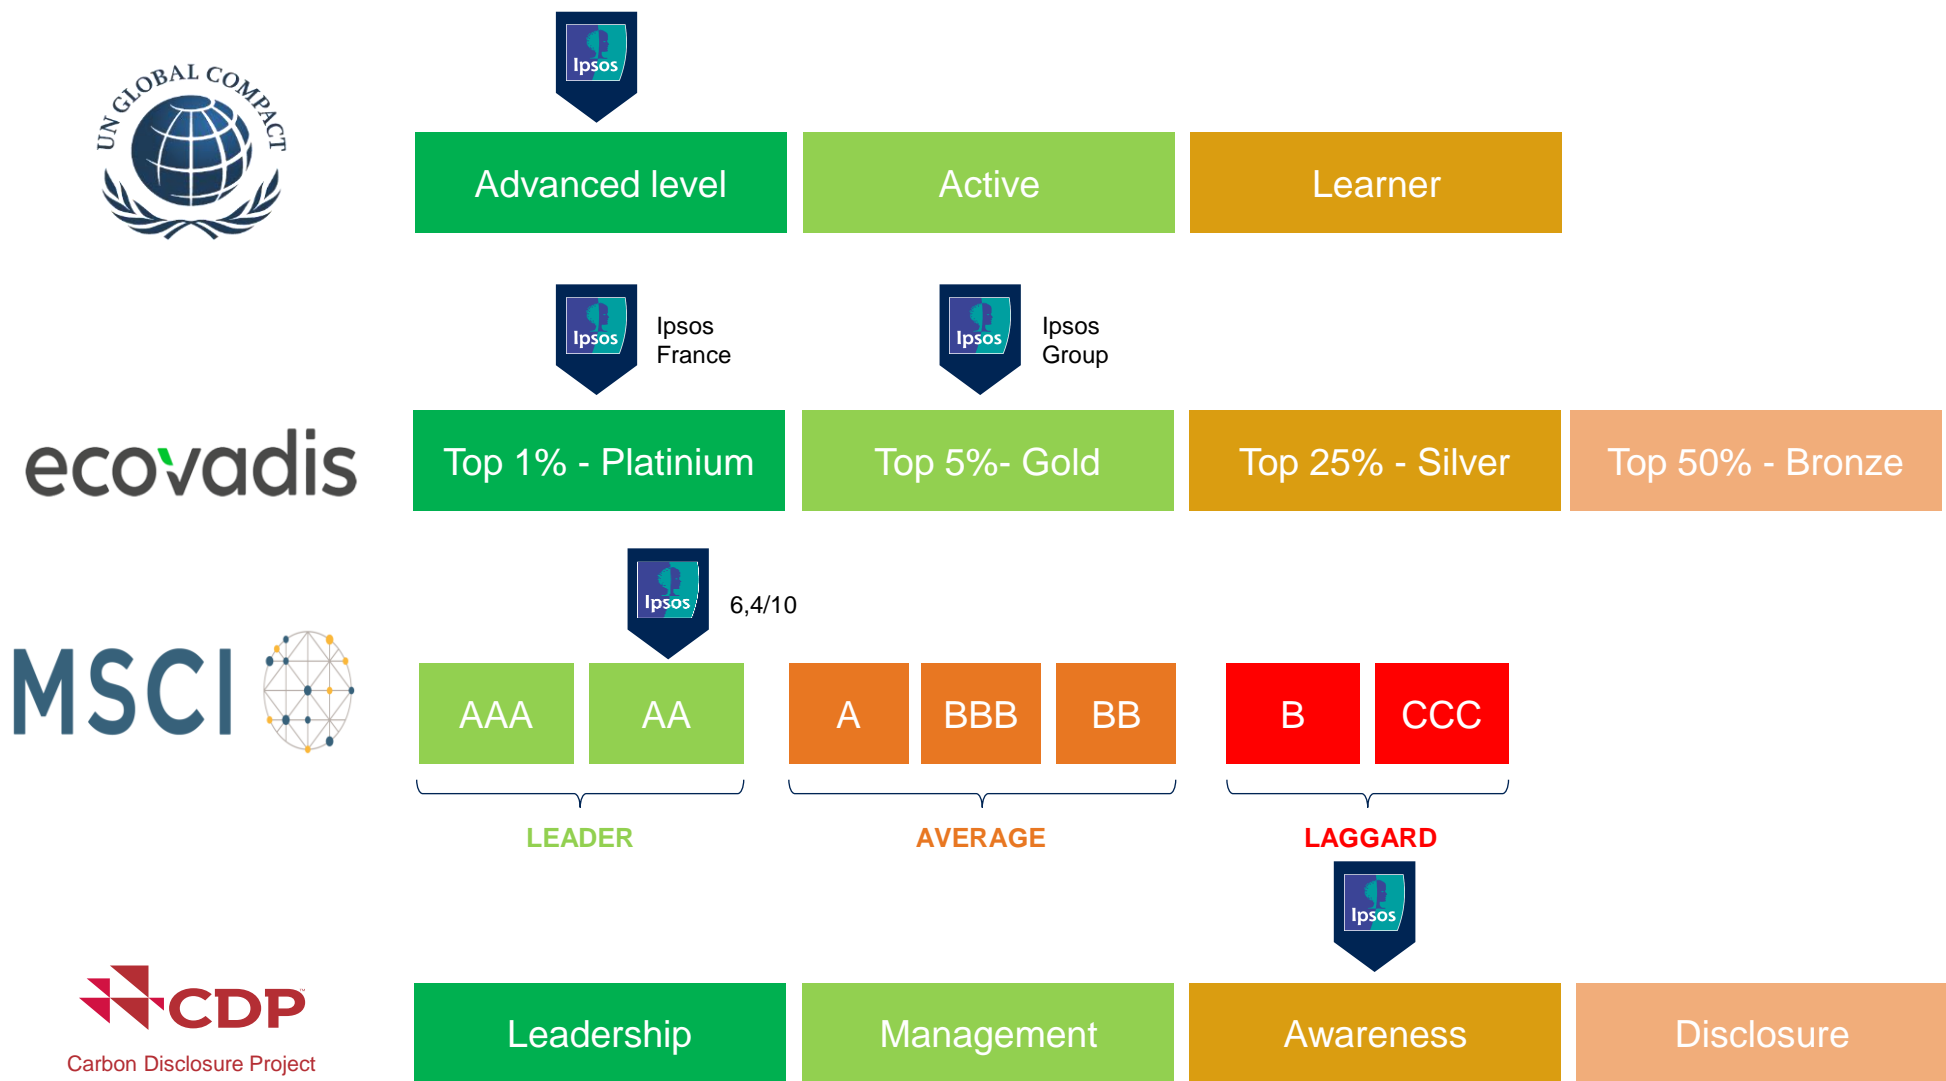 Ipsos
UN GLOBAL COMPACT
Advanced level
Active
Learner
Ipsos
Ipsos
France
Ipsos
Ipsos
Group
ecovadis
Top 1% - Platinium
Top 5%- Gold
Top 25% - Silver
Top 50% - Bronze
Ipsos
6,4/10
MSCI
AAA
AA
A
BBB
BB
B
CCC
LEADER
AVERAGE
LAGGARD
Ipsos
CDP
Carbon Disclosure Project
Leadership
Management
Awareness
Disclosure